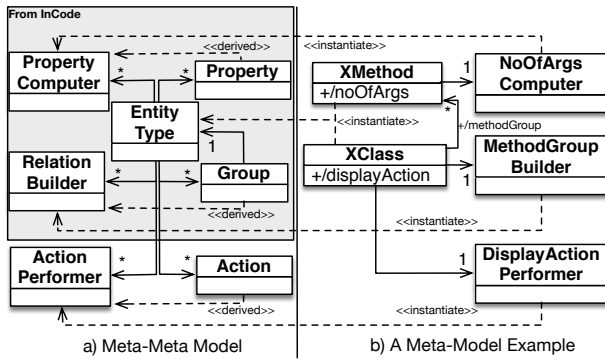 From InCode
Property
Computer
*
*
<<derived>>
Property
Entity
Type
1
Relation
Builder
*
*
Group
<<derived>>
Action
Performer
*
*
Action
<<derived>>
a) Meta-Meta Model
<<instantiate>>
XMethod
+/noOfArgs
1
NoOfArgs
Computer
*
<<instantiate>>
+/methodGroup
XClass
+/displayAction
1
MethodGroup
Builder
<<instantiate>>
1
DisplayAction
Performer
<<instantiate>>
b) A Meta-Model Example